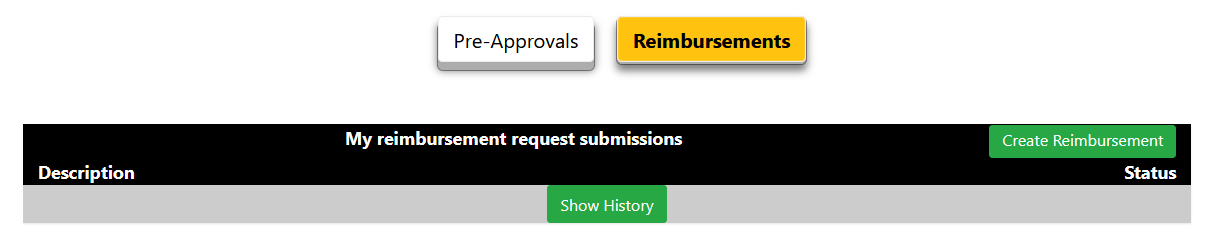 Pre-Approvals
Reimbursements
My reimbursement request submissions
Create Reimbursement
Description
Status
Show History